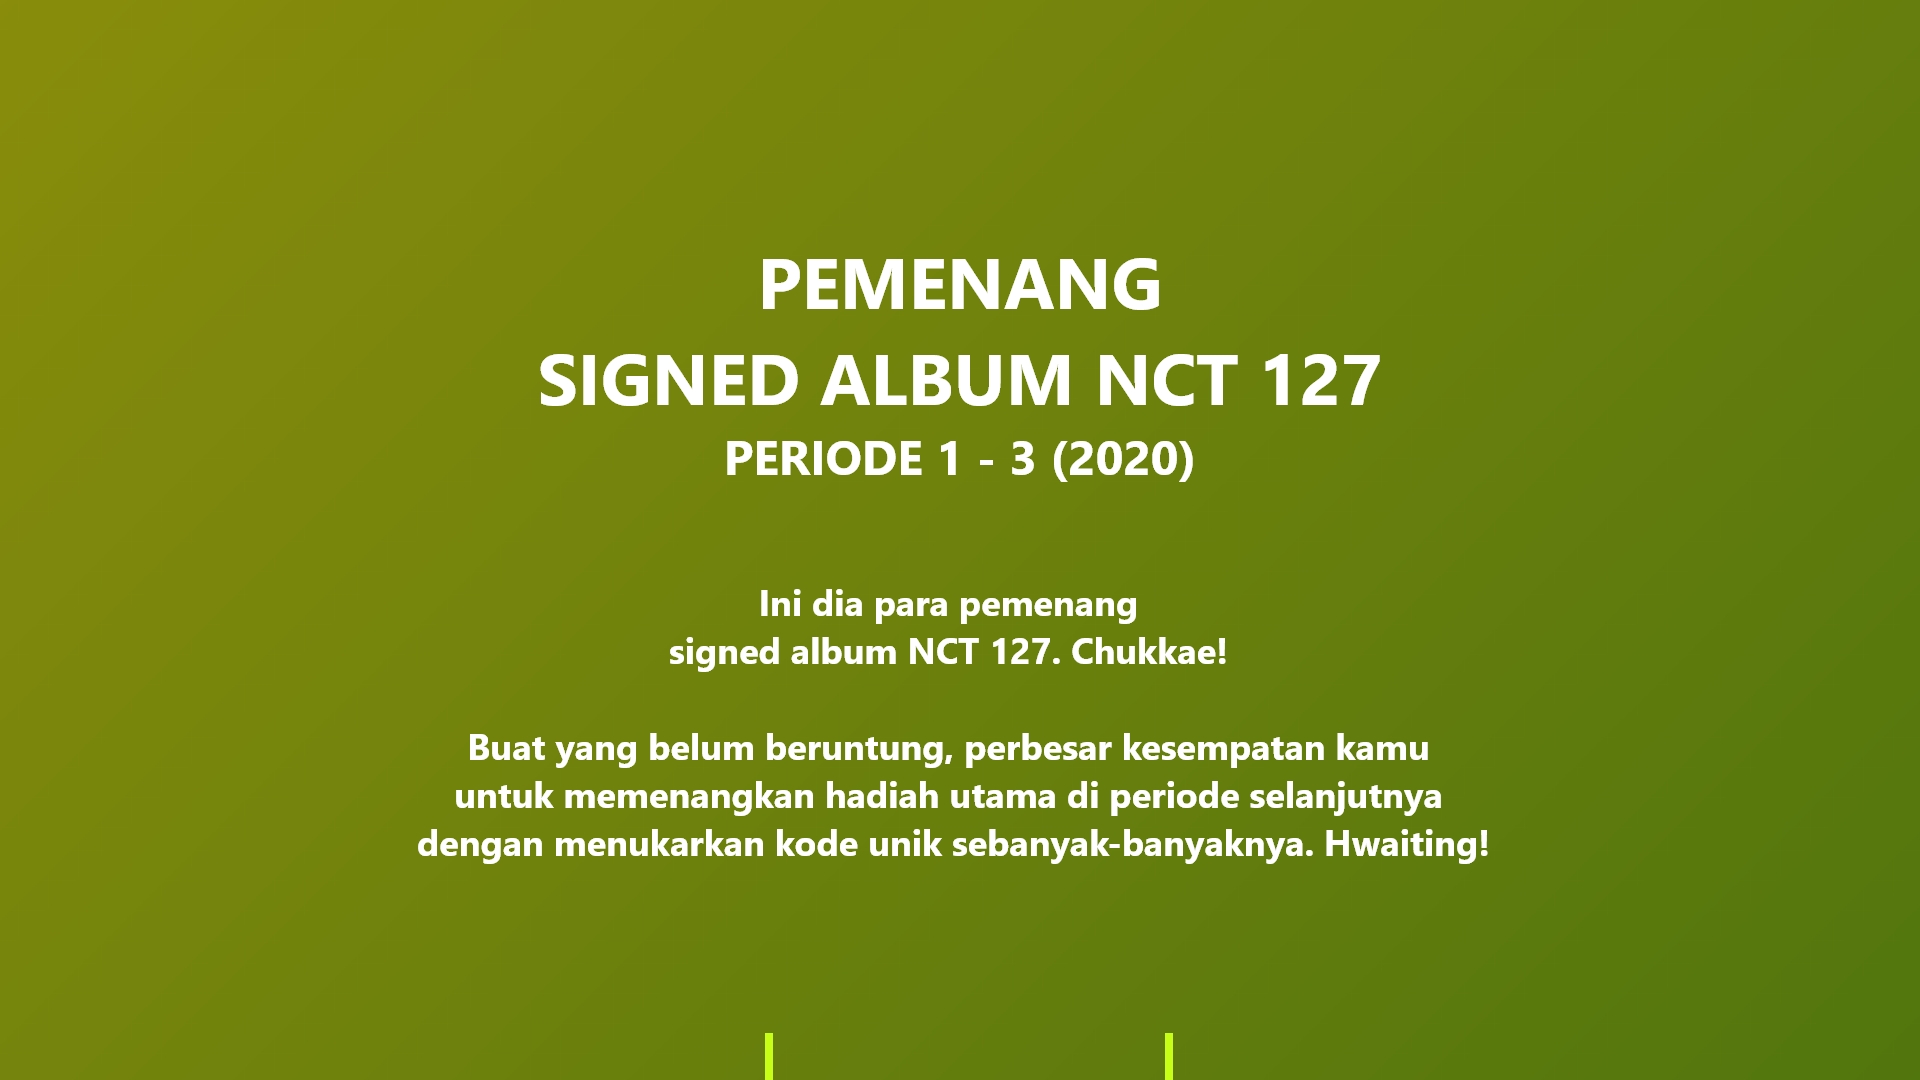 PEMENANG
SIGNED ALBUM NCT 127
PERIODE 1 - 3 (2020)
Ini dia para pemenang
signed album NCT 127. Chukkae!
Buat yang belum beruntung, perbesar kesempatan kamu
untuk memenangkan hadiah utama di periode selanjutnya
dengan menukarkan kode unik sebanyak-banyaknya. Hwaiting!